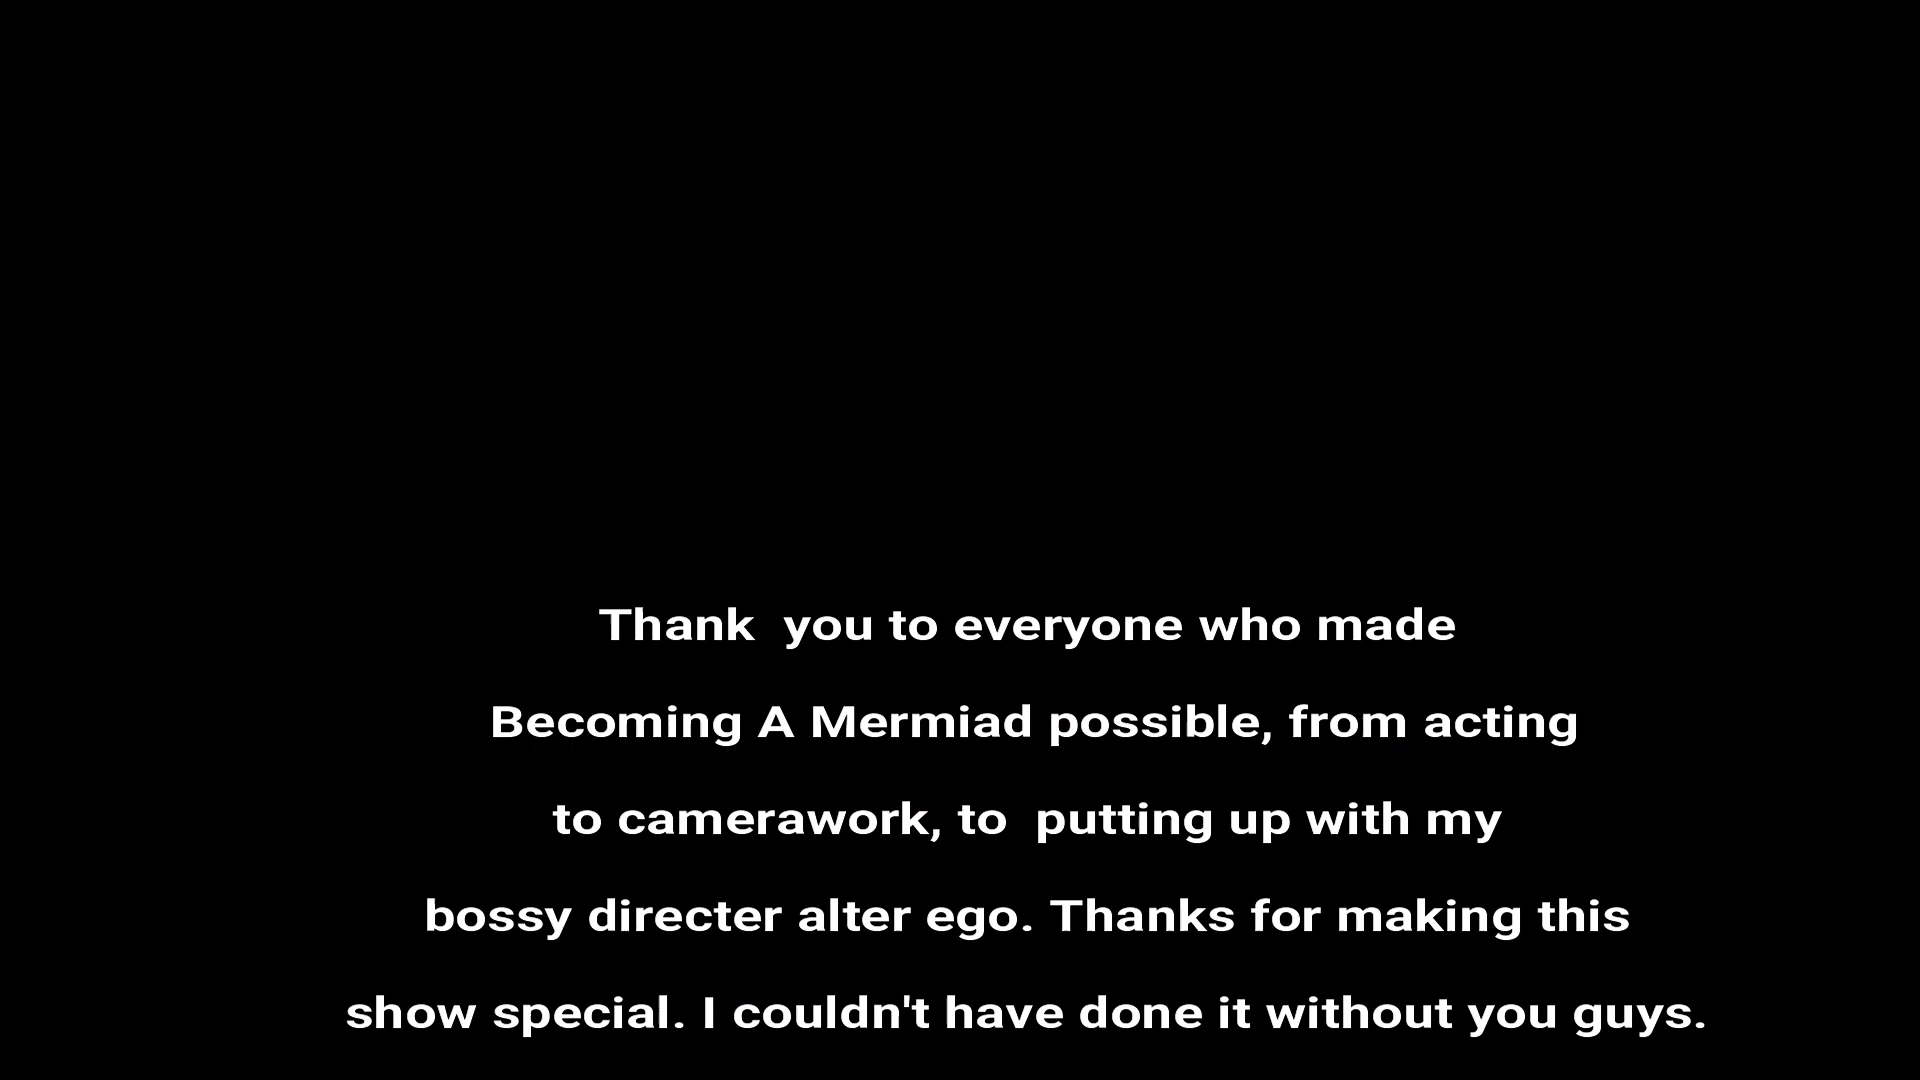 Thank  you to everyone who made
Becoming A Mermiad possible, from acting
to camerawork, to  putting up with my
bossy directer alter ego. Thanks for making this
show special. I couldn't have done it without you guys.